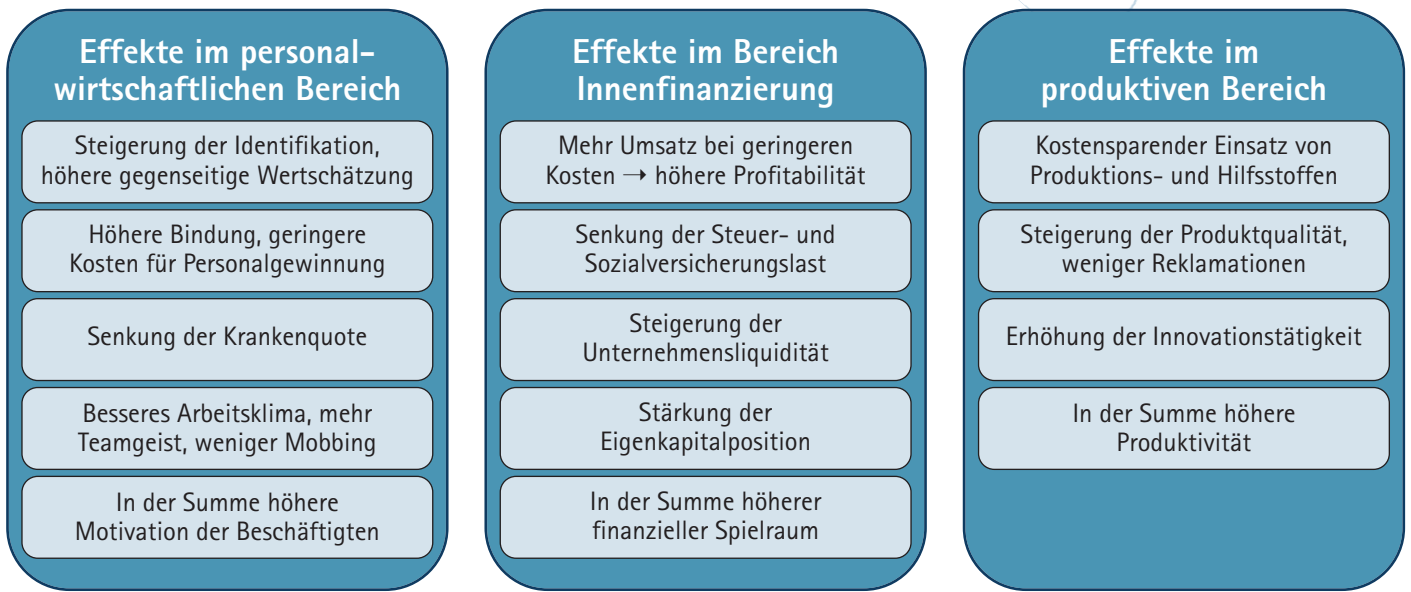 Effekte im personal-
wirtschaftlichen Bereich
Steigerung der Identifikation,
höhere gegenseitige Wertschätzung
Höhere Bindung, geringere
Kosten für Personalgewinnung
Senkung der Krankenquote
Besseres Arbeitsklima, mehr
Teamgeist, weniger Mobbing
In der Summe höhere
Motivation der Beschäftigten
Effekte im Bereich
Innenfinanzierung
Mehr Umsatz bei geringeren
Kosten → höhere Profitabilität
Senkung der Steuer- und
Sozialversicherungslast
Steigerung der
Unternehmensliquidität
Stärkung der
Eigenkapitalposition
In der Summe höherer
finanzieller Spielraum
Effekte im
produktiven Bereich
Kostensparender Einsatz von
Produktions- und Hilfsstoffen
Steigerung der Produktqualität,
weniger Reklamationen
Erhöhung der Innovationstätigkeit
In der Summe höhere
Produktivität